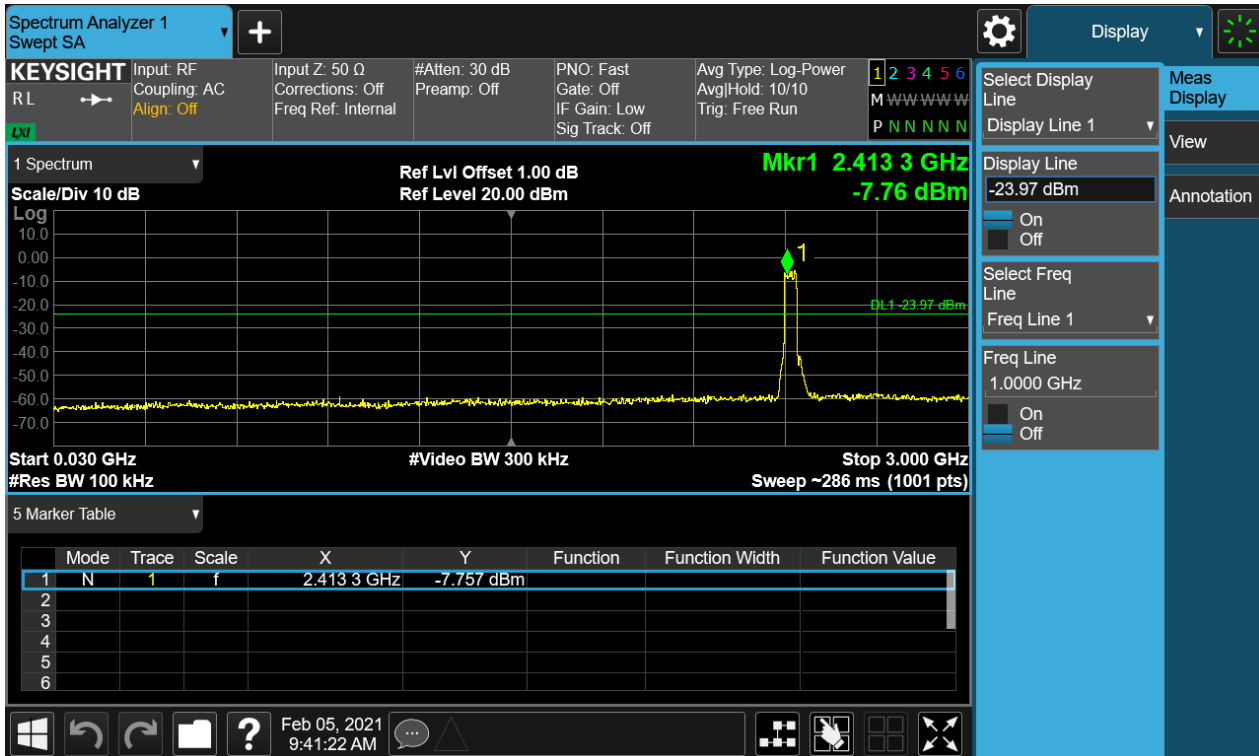 Spectrum Analyzer 1
Swept SA
+
Display
KEYSIGHT
R L
LXI
Input: RF
Coupling: AC
Align: Off
Input Z: 50 Ω
Corrections: Off
Freq Ref: Internal
#Atten: 30 dB
Preamp: Off
PNO: Fast
Gate: Off
IF Gain: Low
Sig Track: Off
Avg Type: Log-Power
Avg|Hold: 10/10
Trig: Free Run
1 2 3 4 5 6
M W W W W W
P N N N N N
1 Spectrum
Scale/Div 10 dB
Ref Lvl Offset 1.00 dB
Ref Level 20.00 dBm
Mkr1 2.413 3 GHz
-7.76 dBm
Log
10.0
0.00
-10.0
-20.0
-30.0
-40.0
-50.0
-60.0
-70.0
1
DL1 -23.97 dBm
Start 0.030 GHz
#Res BW 100 kHz
#Video BW 300 kHz
Stop 3.000 GHz
Sweep ~286 ms (1001 pts)
5 Marker Table
Mode Trace Scale X Y Function Function Width Function Value
1 N 1 f 2.413 3 GHz -7.757 dBm
2
3
4
5
6
Select Display
Line
Display Line 1
Display Line
-23.97 dBm
On
Off
Select Freq
Line
Freq Line 1
Freq Line
1.0000 GHz
On
Off
Meas
Display
View
Annotation
?
Feb 05, 2021
9:41:22 AM